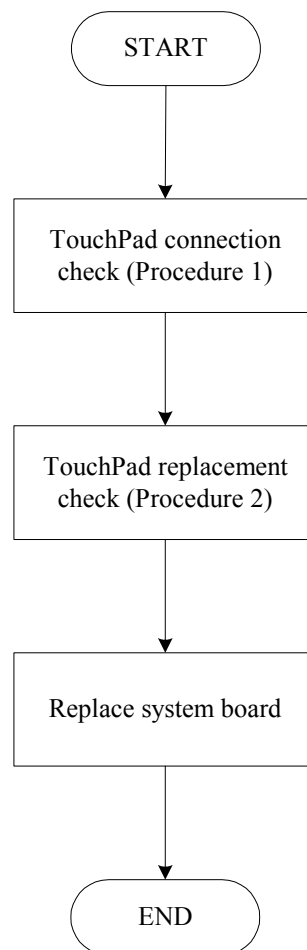 START
TouchPad connection
check (Procedure 1)
TouchPad replacement
check (Procedure 2)
Replace system board
END